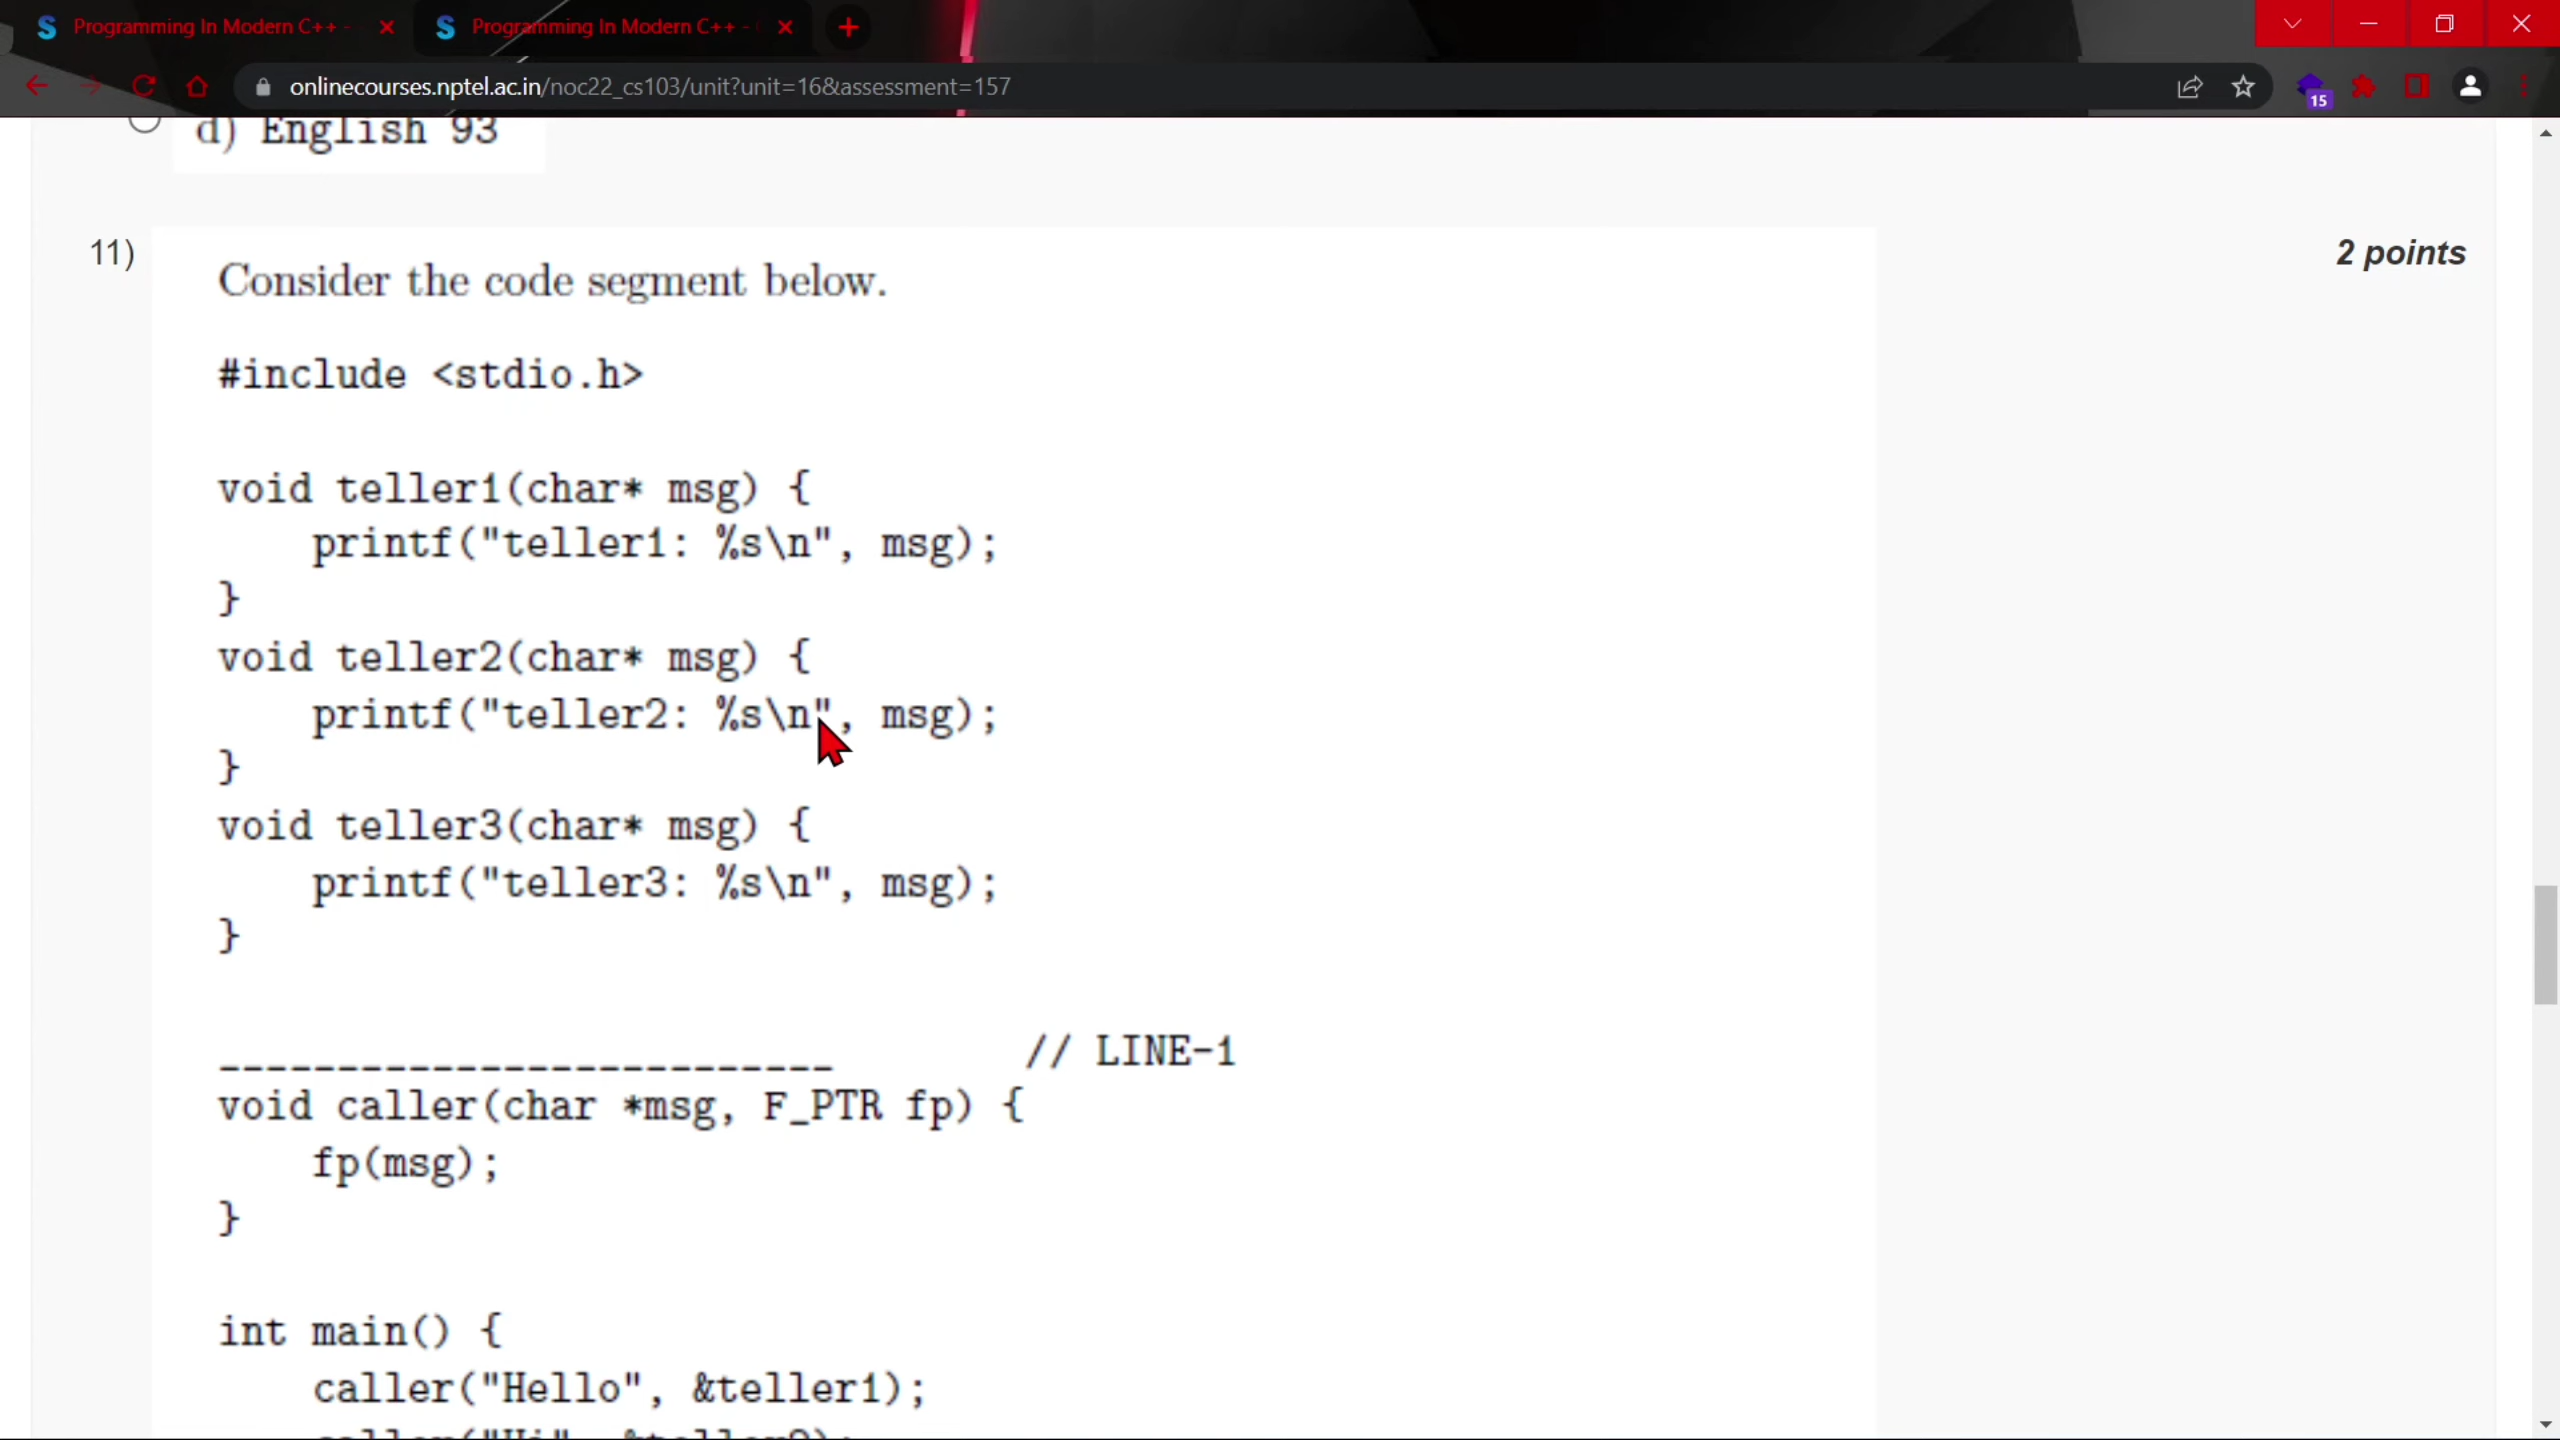 Programming In Modern C++ -
Programming In Modern C++ -
onlinecourses.nptel.ac.in/noc22_cs103/unit?unit=16&assessment=157
15
d) English 93
11)
2 points
Consider the code segment below.
#include <stdio.h>
void teller1(char* msg) {
printf("teller1: %s\n", msg);
}
void teller2(char* msg) {
printf("teller2: %s\n", msg);
}
void teller3(char* msg) {
printf("teller3: %s\n", msg);
}
__________________________ // LINE-1
void caller(char *msg, F_PTR fp) {
fp(msg);
}
int main() {
caller("Hello", &teller1);